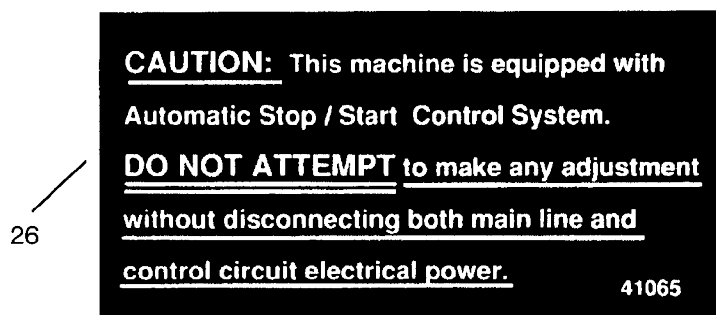 CAUTION: This machine is equipped with
Automatic Stop / Start Control System.
DO NOT ATTEMPT to make any adjustment
without disconnecting both main line and
control circuit electrical power.
41065
26